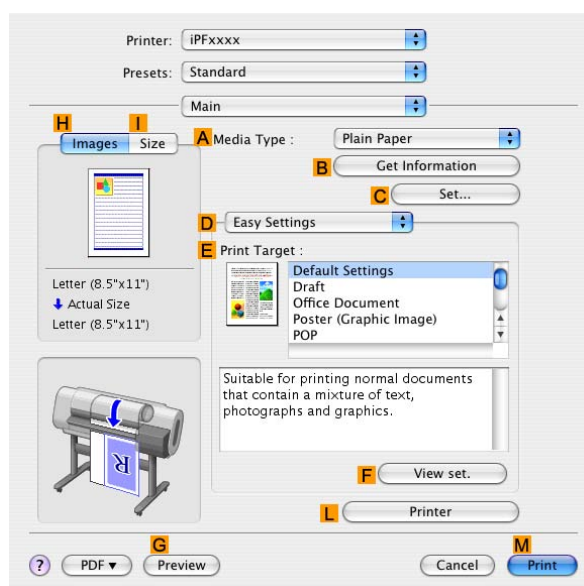 Printer: iPFxxxx
Presets: Standard
Main
H I
Images Size
A Media Type : Plain Paper
B Get Information
C Set...
D Easy Settings
E Print Target :
Default Settings
Draft
Office Document
Poster (Graphic Image)
POP
Letter (8.5"x11")
Actual Size
Letter (8.5"x11")
Suitable for printing normal documents
that contain a mixture of text,
photographs and graphics.
R
F View set.
L Printer
G M
? PDF▼ Preview Cancel Print